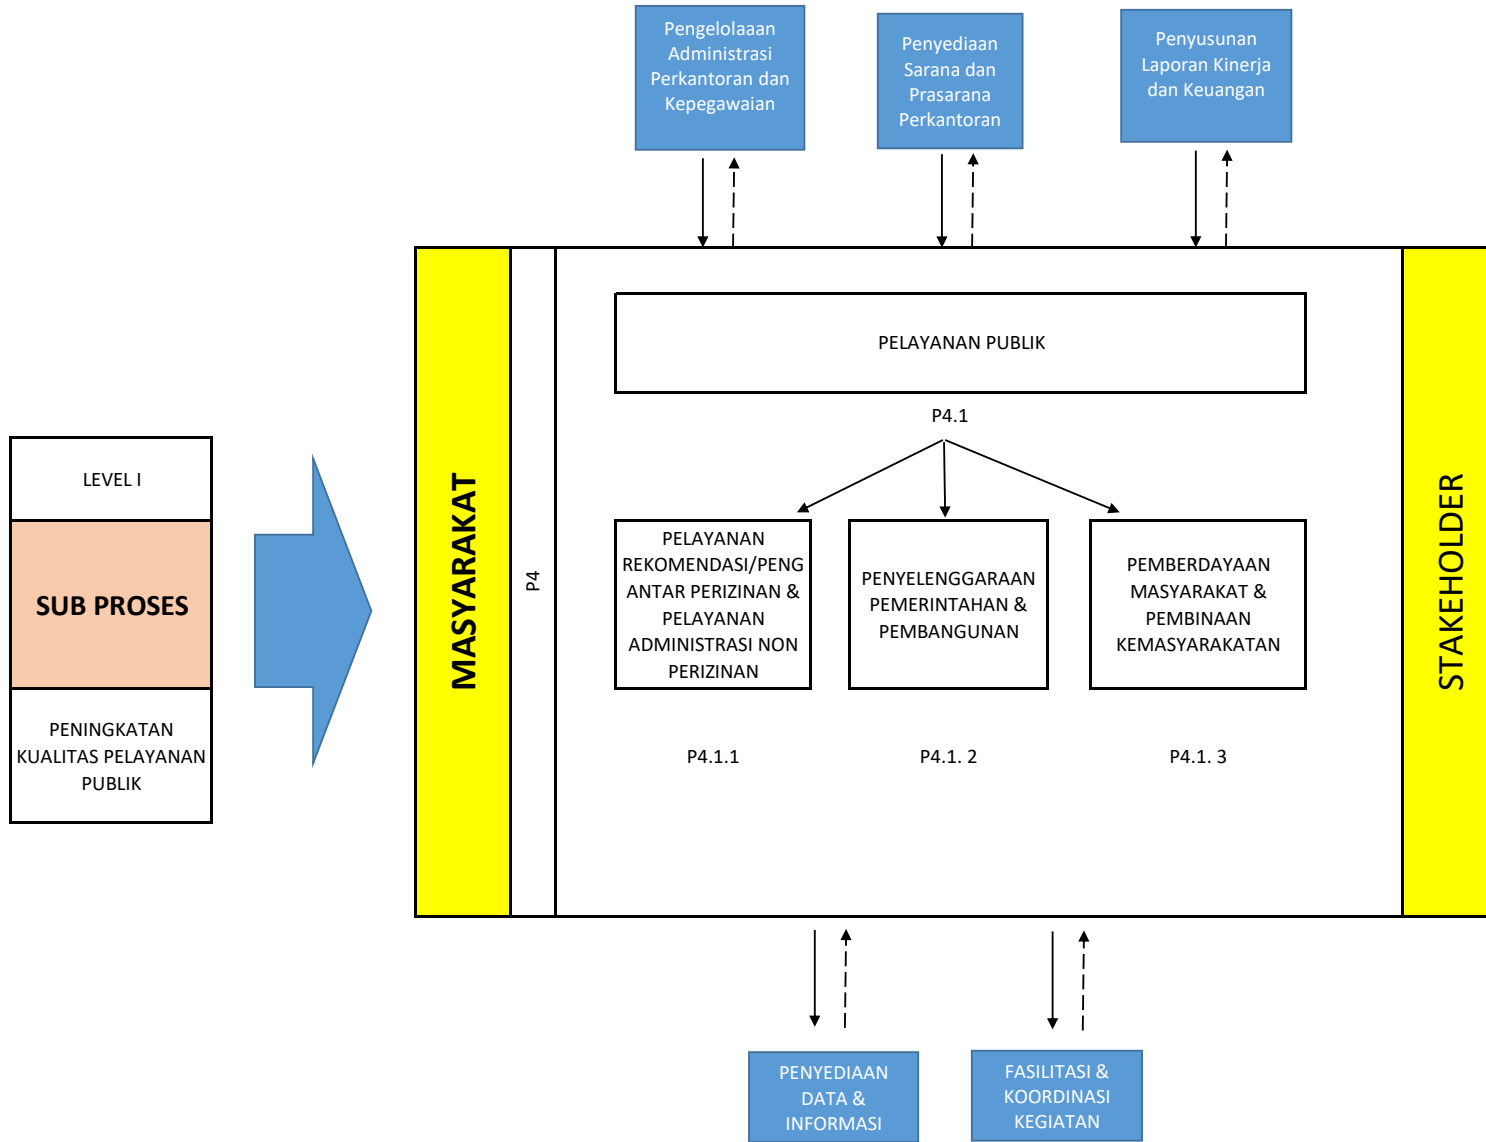 Pengelolaaan
Administrasi
Perkantoran dan
Kepegawaian
Penyediaan
Sarana dan
Prasarana
Perkantoran
Penyusunan
Laporan Kinerja
dan Keuangan
LEVEL I
SUB PROSES
PENINGKATAN
KUALITAS PELAYANAN
PUBLIK
MASYARAKAT
P4
PELAYANAN PUBLIK
P4.1
PELAYANAN
REKOMENDASI/PENG
ANTAR PERIZINAN &
PELAYANAN
ADMINISTRASI NON
PERIZINAN
PENYELENGGARAAN
PEMERINTAHAN &
PEMBANGUNAN
PEMBERDAYAAN
MASYARAKAT &
PEMBINAAN
KEMASYARAKATAN
P4.1.1
P4.1. 2
P4.1. 3
STAKEHOLDER
PENYEDIAAN
DATA &
INFORMASI
FASILITASI &
KOORDINASI
KEGIATAN